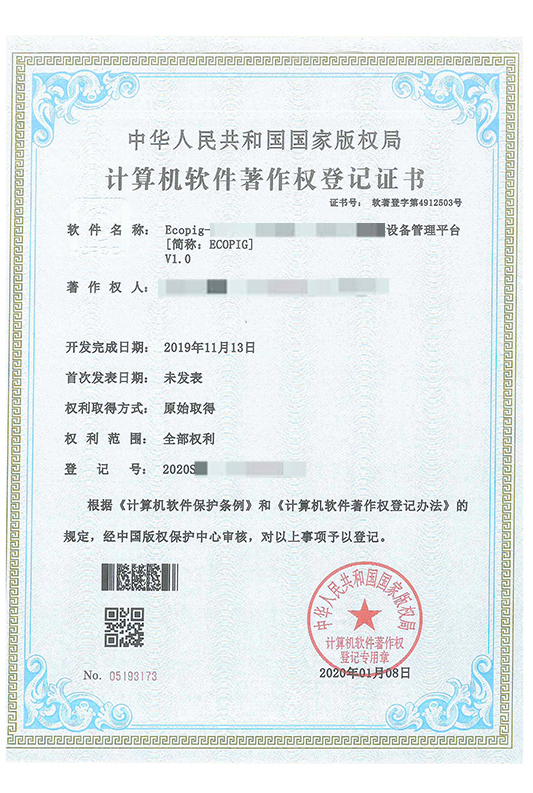 中华人民共和国国家版权局
计算机软件著作权登记证书
证书号： 软著登字第4912503号
软件名称： Ecopig-设备管理平台
[简称：ECOPIG]
V1.0
著作权人：
开发完成日期： 2019年11月13日
首次发表日期： 未发表
权利取得方式： 原始取得
权利范围： 全部权利
登记号： 2020S
根据《计算机软件保护条例》和《计算机软件著作权登记办法》的
规定，经中国版权保护中心审核，对以上事项予以登记。
中华人民共和国国家版权局
计算机软件著作权
登记专用章
No. 05193173
2020年01月08日